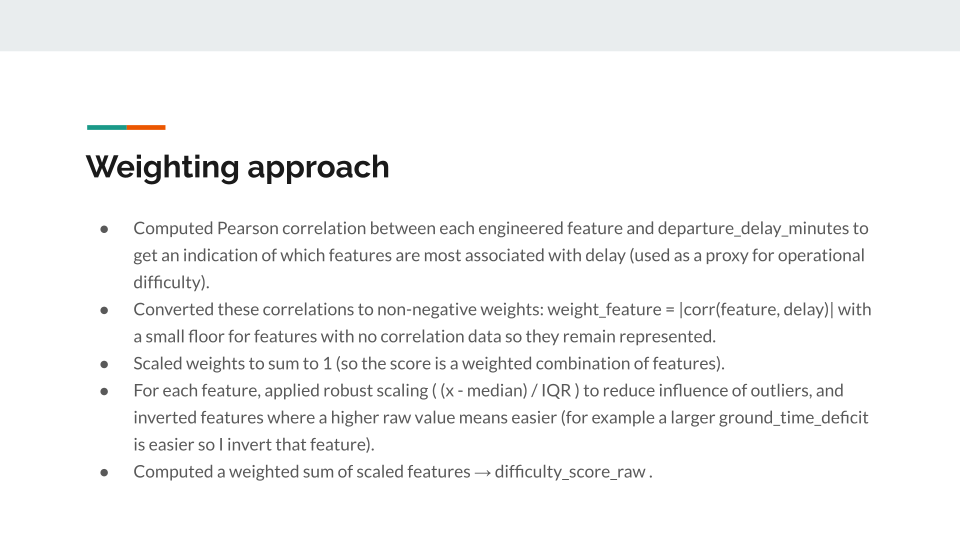 Weighting approach
● Computed Pearson correlation between each engineered feature and departure_delay_minutes to
get an indication of which features are most associated with delay (used as a proxy for operational
difficulty).
● Converted these correlations to non-negative weights: weight_feature = |corr(feature, delay)| with
a small floor for features with no correlation data so they remain represented.
● Scaled weights to sum to 1 (so the score is a weighted combination of features).
● For each feature, applied robust scaling ( (x - median) / IQR ) to reduce influence of outliers, and
inverted features where a higher raw value means easier (for example a larger ground_time_deficit
is easier so I invert that feature).
● Computed a weighted sum of scaled features → difficulty_score_raw .